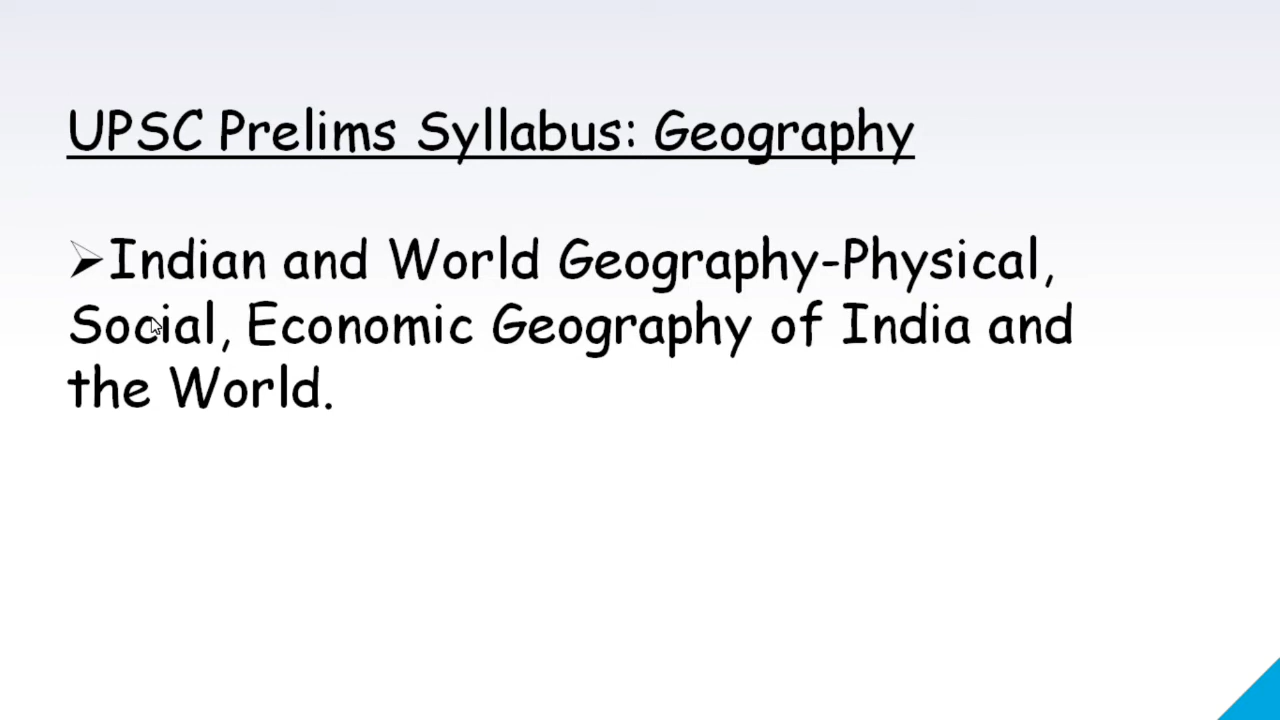 UPSC Prelims Syllabus: Geography
➢Indian and World Geography-Physical,
Social, Economic Geography of India and
the World.